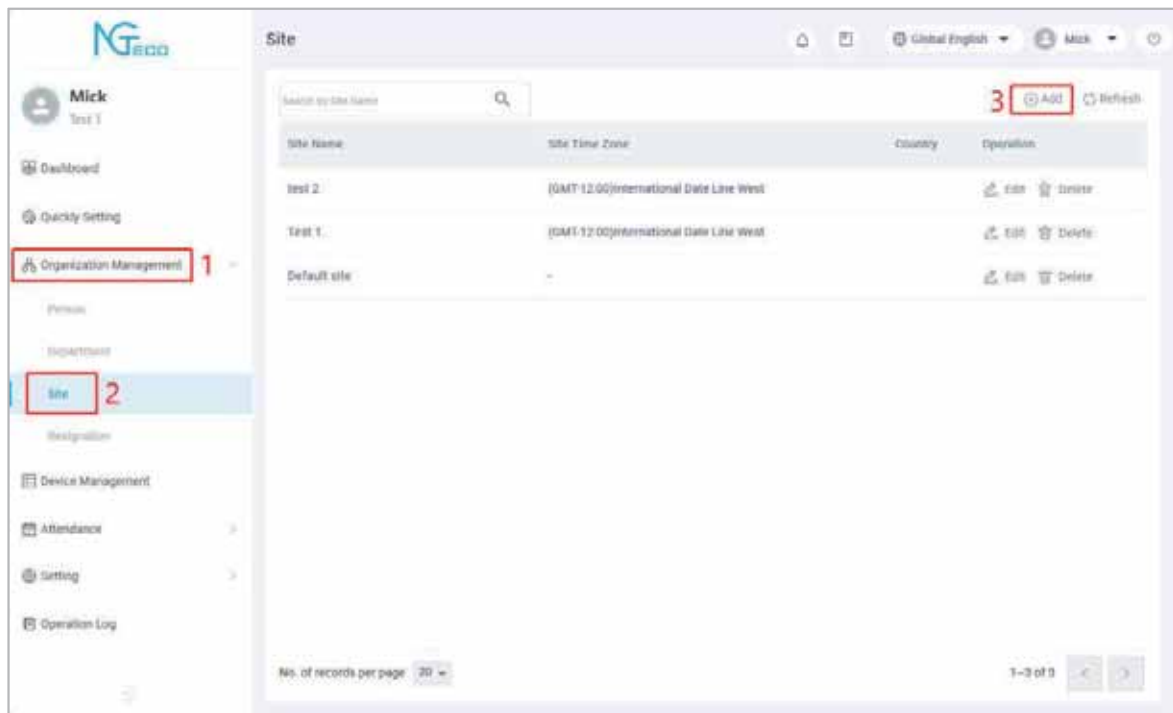 NGTECO
Site
Global English
Mick
Mick
Test 1
Search by Site Name
3
Add
Refresh
Site Name Site Time Zone Country Operation
Dashboard
test 2 (GMT-12:00)International Date Line West Edit Delete
Quickly Setting
Test 1 (GMT-12:00)International Date Line West Edit Delete
Organization Management 1
Default site - Edit Delete
Person
Department
Site 2
Resignation
Device Management
Attendance
Setting
Operation Log
No. of records per page 20
1-3 of 3